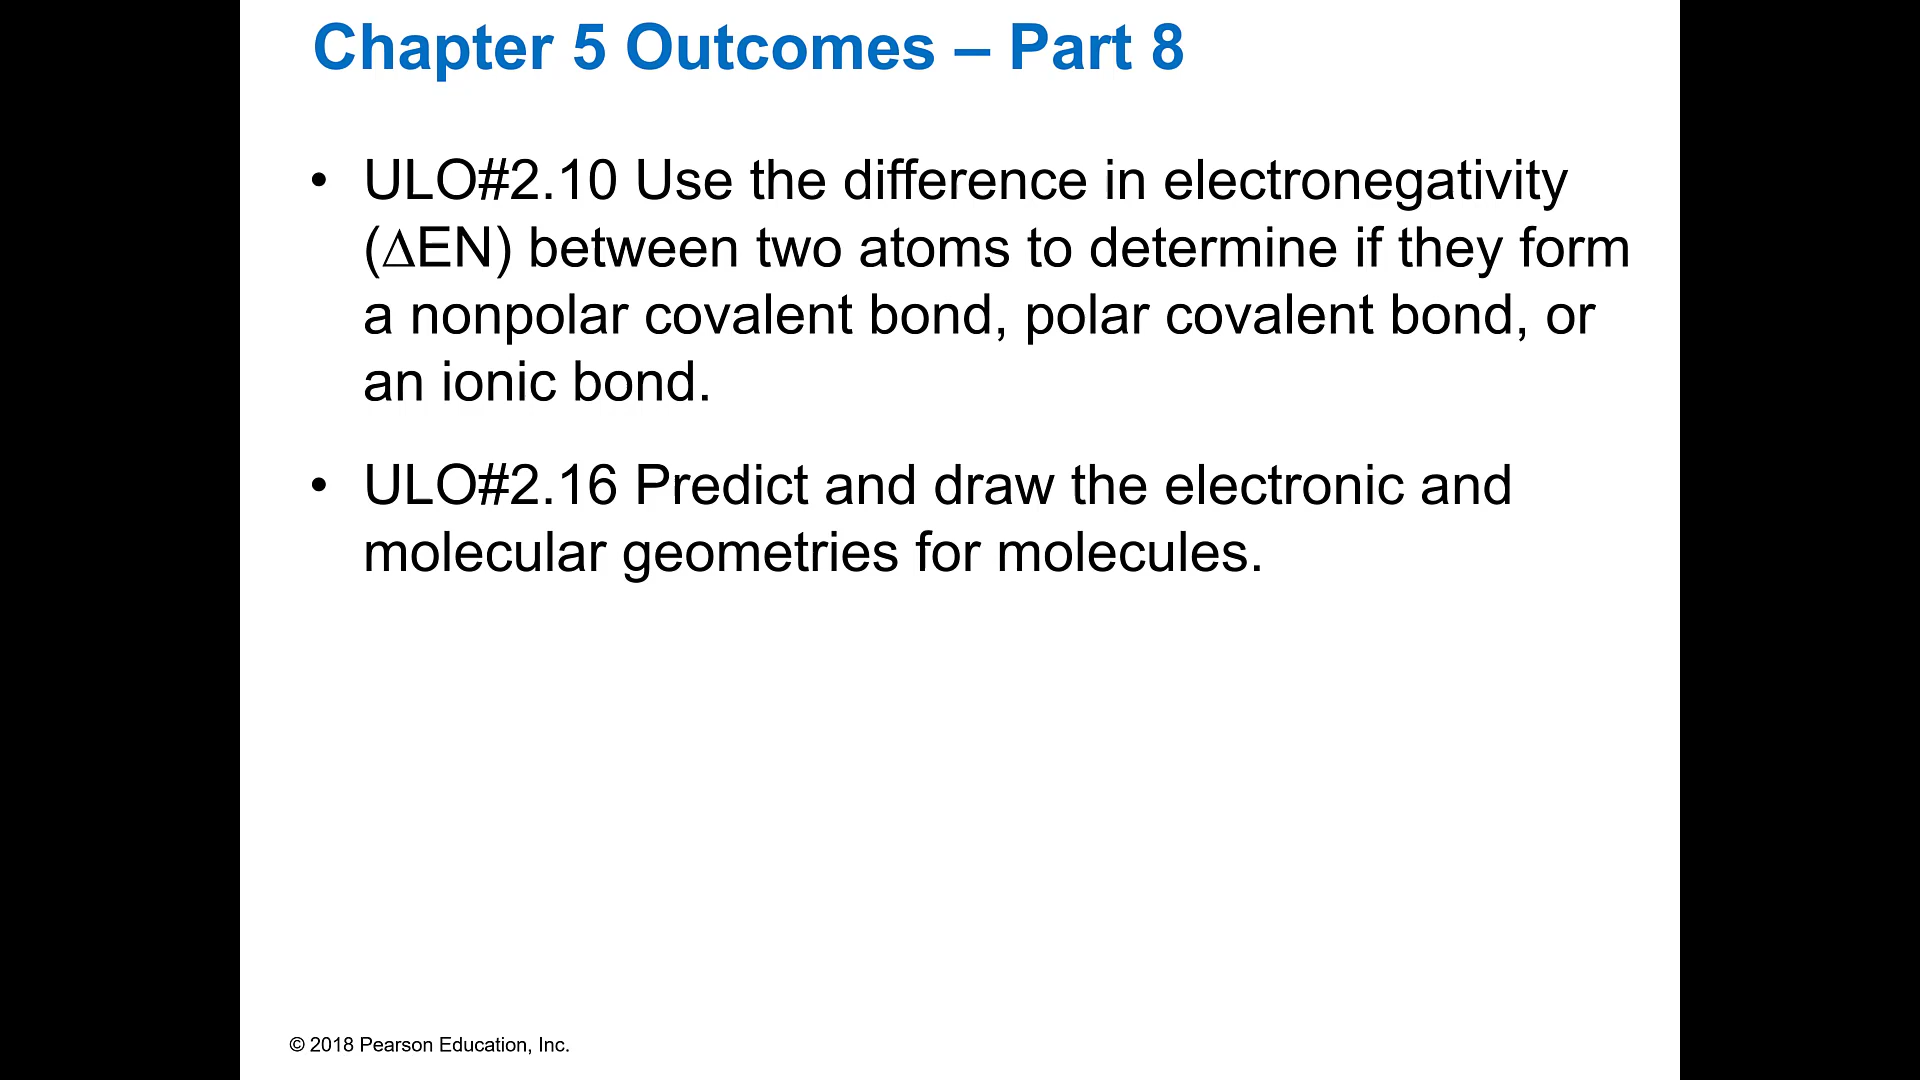 Chapter 5 Outcomes – Part 8
• ULO#2.10 Use the difference in electronegativity
(∆EN) between two atoms to determine if they form
a nonpolar covalent bond, polar covalent bond, or
an ionic bond.
• ULO#2.16 Predict and draw the electronic and
molecular geometries for molecules.
© 2018 Pearson Education, Inc.